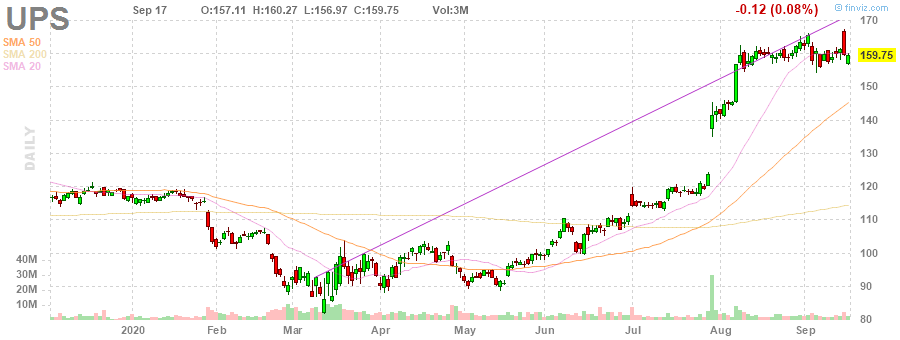 UPS Sep 17 O:157.11 H:160.27 L:156.97 C:159.75 Vol:3M -0.12 (0.08%) © finviz.com
SMA 50
SMA 200
SMA 20
DAILY
170
159.75
150
140
130
120
110
100
90
80
40M
30M
20M
10M
2020 Feb Mar Apr May Jun Jul Aug Sep